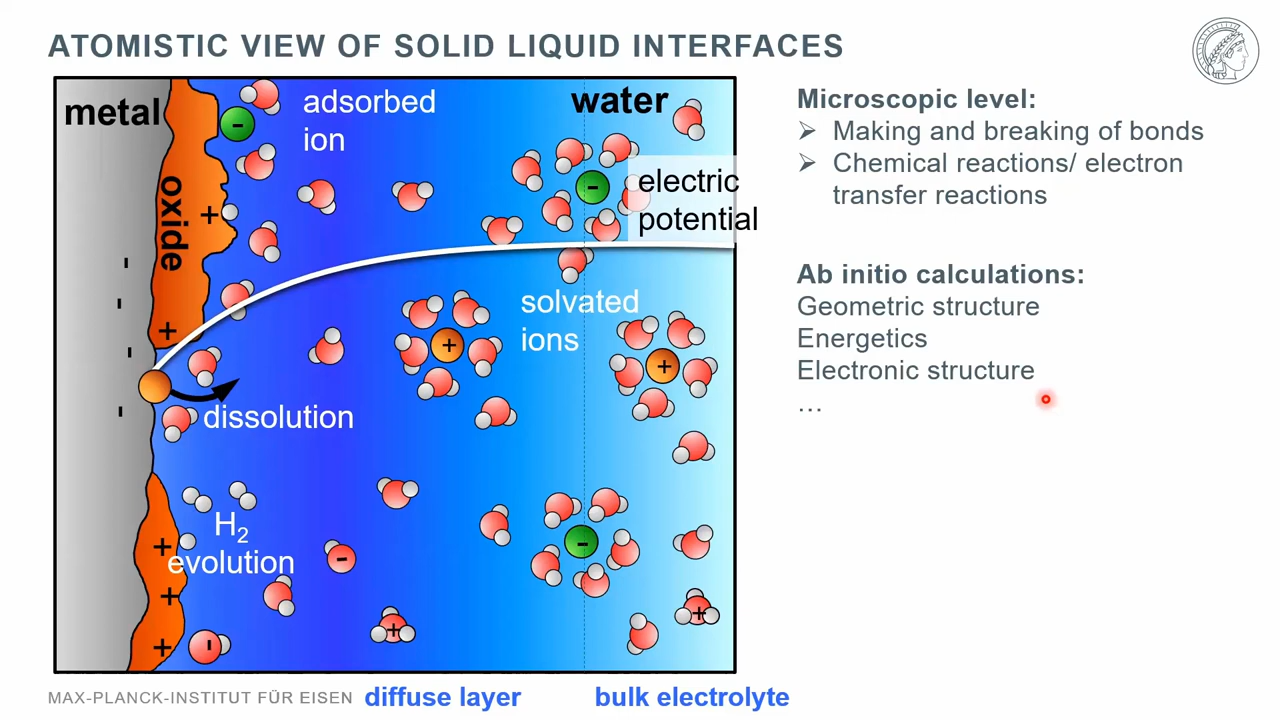 ATOMISTIC VIEW OF SOLID LIQUID INTERFACES
metal
oxide
adsorbed
ion
water
electric
potential
solvated
ions
dissolution
H₂
evolution
-
-
-
-
-
-
-
-
-
+
+
+
+
+
+
+
+
+
Microscopic level:
➢ Making and breaking of bonds
➢ Chemical reactions/ electron
transfer reactions
Ab initio calculations:
Geometric structure
Energetics
Electronic structure
…
MAX-PLANCK-INSTITUT FÜR EISEN
diffuse layer
bulk electrolyte